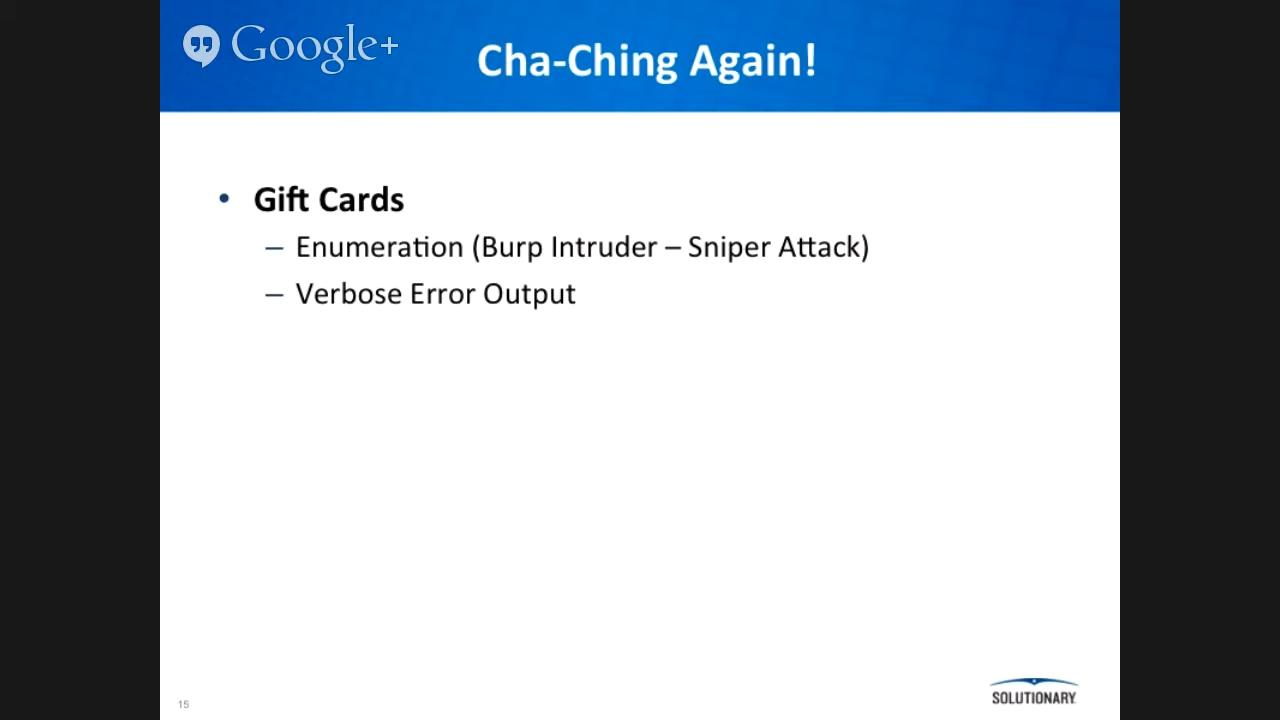 Google+
Cha-Ching Again!
• Gift Cards
– Enumeration (Burp Intruder – Sniper Attack)
– Verbose Error Output
15
SOLUTIONARY